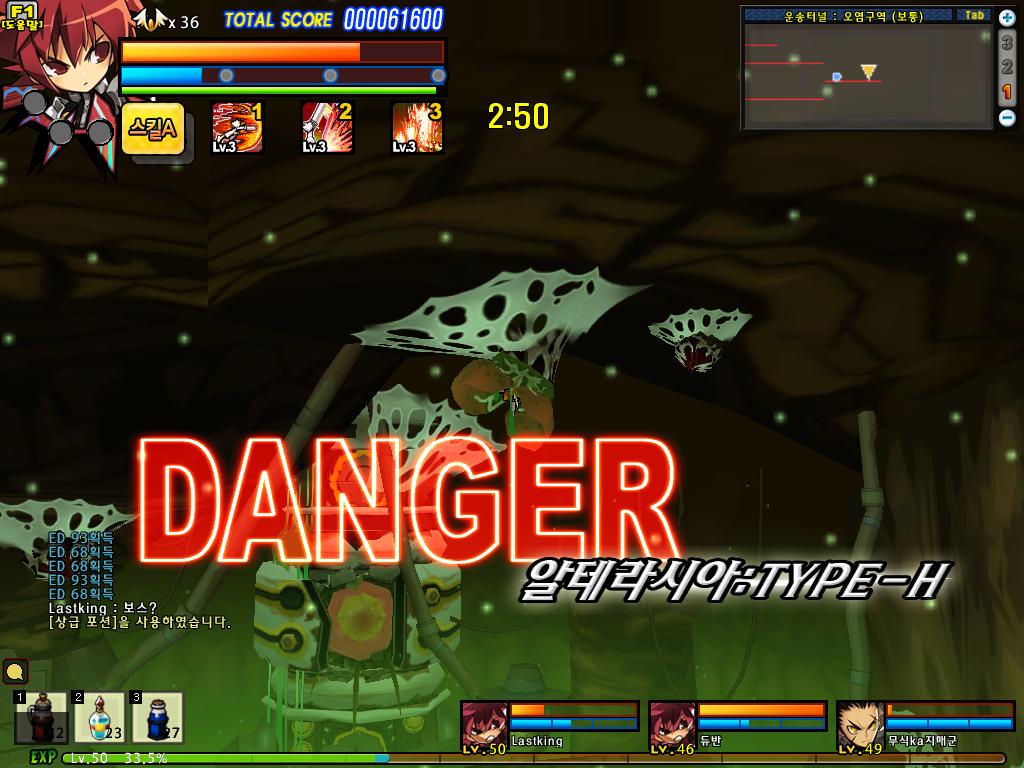 F1
[도움말]
x 36
TOTAL SCORE 000061600
스킬A
1
Lv.3
2
Lv.3
3
Lv.3
2:50
운송터널 : 오염구역 (보통)
Tab
3
2
1
DANGER
알테라시아:TYPE-H
ED 93획득
ED 68획득
ED 68획득
ED 93획득
ED 68획득
Lastking : 보스?
[상급 포션]을 사용하였습니다.
1
2
23
3
27
Lv.50
Lastking
Lv.46
듀반
Lv.49
무식ka지매군
EXP Lv.50 33.5%